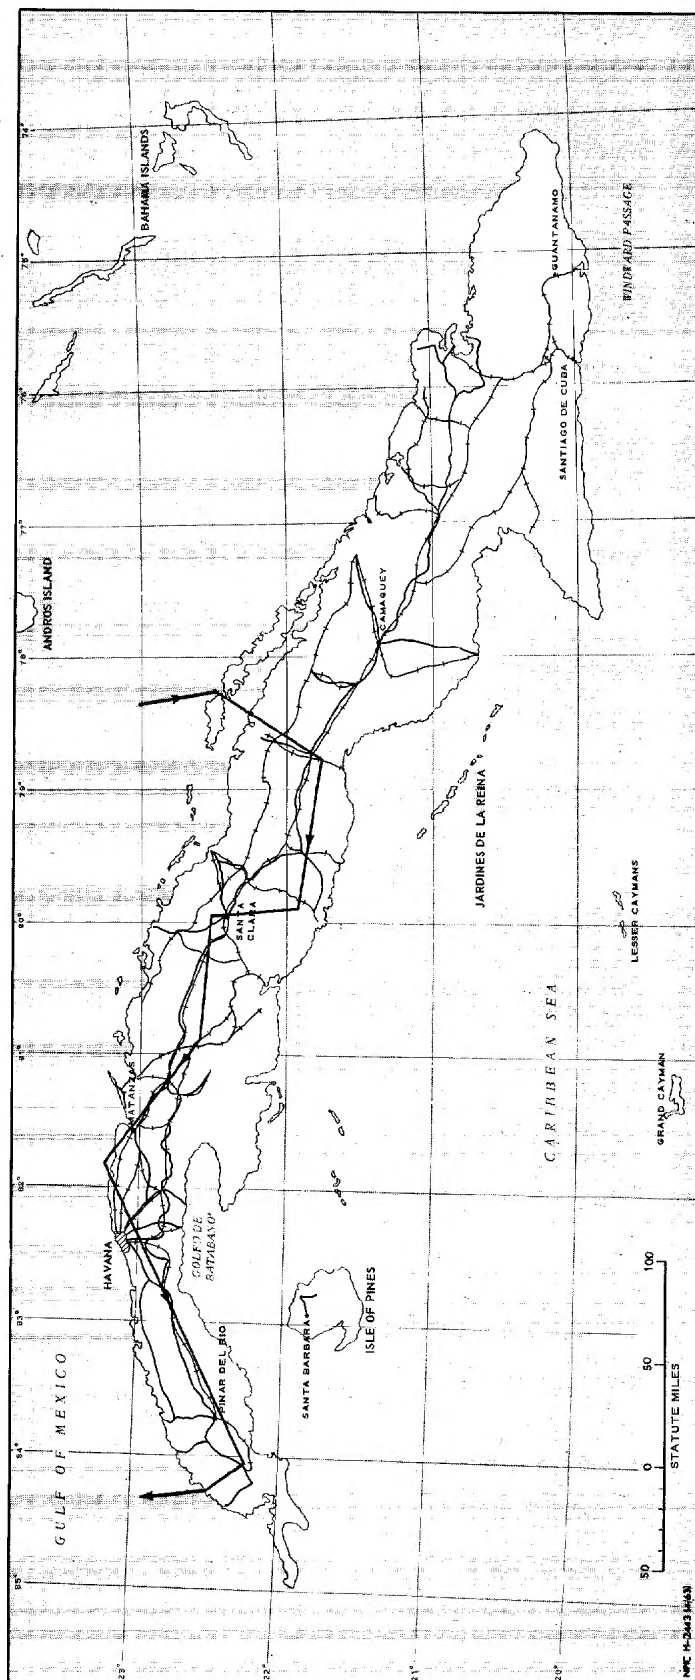 74°
75°
76°
77°
78°
79°
80°
81°
82°
83°
84°
85°
23°
22°
21°
20°
BAHAMA ISLANDS
ANDROS ISLAND
GUANTANAMO
WINDWARD PASSAGE
SANTIAGO DE CUBA
CAMAGUEY
JARDINES DE LA REINA
SANTA
CLARA
LESSER CAYMANS
CARIBBEAN SEA
GRAND CAYMAN
MATANZAS
HAVANA
GOLFO DE
BATABANO
GULF OF MEXICO
PINAR DEL RIO
SANTA BARBARA
ISLE OF PINES
50 0 50 100
STATUTE MILES